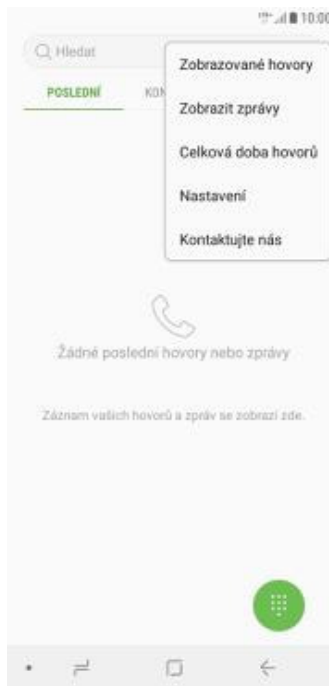 10:00
Hledat
POSLEDNÍ KON
Zobrazované hovory
Zobrazit zprávy
Celková doba hovorů
Nastavení
Kontaktujte nás
Žádné poslední hovory nebo zprávy
Záznam vašich hovorů a zpráv se zobrazí zde.